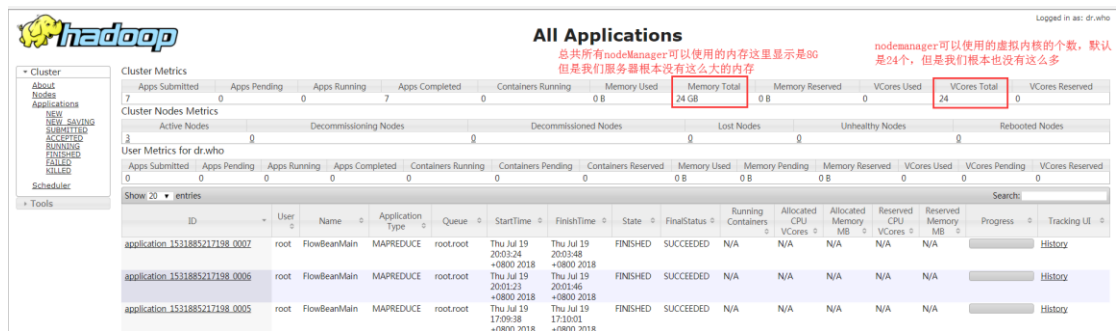 Logged in as: dr.who
hadoop
All Applications
总共所有nodeManager可以使用的内存这里显示是8G
但是我们服务器根本没有这么大的内存
nodemanager可以使用的虚拟内核的个数，默认
是24个，但是我们根本也没有这么多
Cluster
About
Nodes
Applications
NEW
NEW_SAVING
SUBMITTED
ACCEPTED
RUNNING
FINISHED
FAILED
KILLED
Scheduler
Tools
Cluster Metrics
Apps Submitted Apps Pending Apps Running Apps Completed Containers Running Memory Used Memory Total Memory Reserved VCores Used VCores Total VCores Reserved
7 0 0 7 0 0 B 24 GB 0 B 0 24 0
Cluster Nodes Metrics
Active Nodes Decommissioning Nodes Decommissioned Nodes Lost Nodes Unhealthy Nodes Rebooted Nodes
3 0 0 0 0 0
User Metrics for dr.who
Apps Submitted Apps Pending Apps Running Apps Completed Containers Running Containers Pending Containers Reserved Memory Used Memory Pending Memory Reserved VCores Used VCores Pending VCores Reserved
0 0 0 0 0 0 0 0 B 0 B 0 B 0 0 0
Show 20 entries Search:
ID User Name Application Type Queue StartTime FinishTime State FinalStatus Running Containers Allocated CPU VCores Allocated Memory MB Reserved CPU VCores Reserved Memory MB Progress Tracking UI
application_1531885217198_0007 root FlowBeanMain MAPREDUCE root.root Thu Jul 19 20:03:24 +0800 2018 Thu Jul 19 20:03:48 +0800 2018 FINISHED SUCCEEDED N/A N/A N/A N/A N/A History
application_1531885217198_0006 root FlowBeanMain MAPREDUCE root.root Thu Jul 19 20:01:23 +0800 2018 Thu Jul 19 20:01:46 +0800 2018 FINISHED SUCCEEDED N/A N/A N/A N/A N/A History
application_1531885217198_0005 root FlowBeanMain MAPREDUCE root.root Thu Jul 19 17:09:38 +0800 2018 Thu Jul 19 17:10:01 +0800 2018 FINISHED SUCCEEDED N/A N/A N/A N/A N/A History